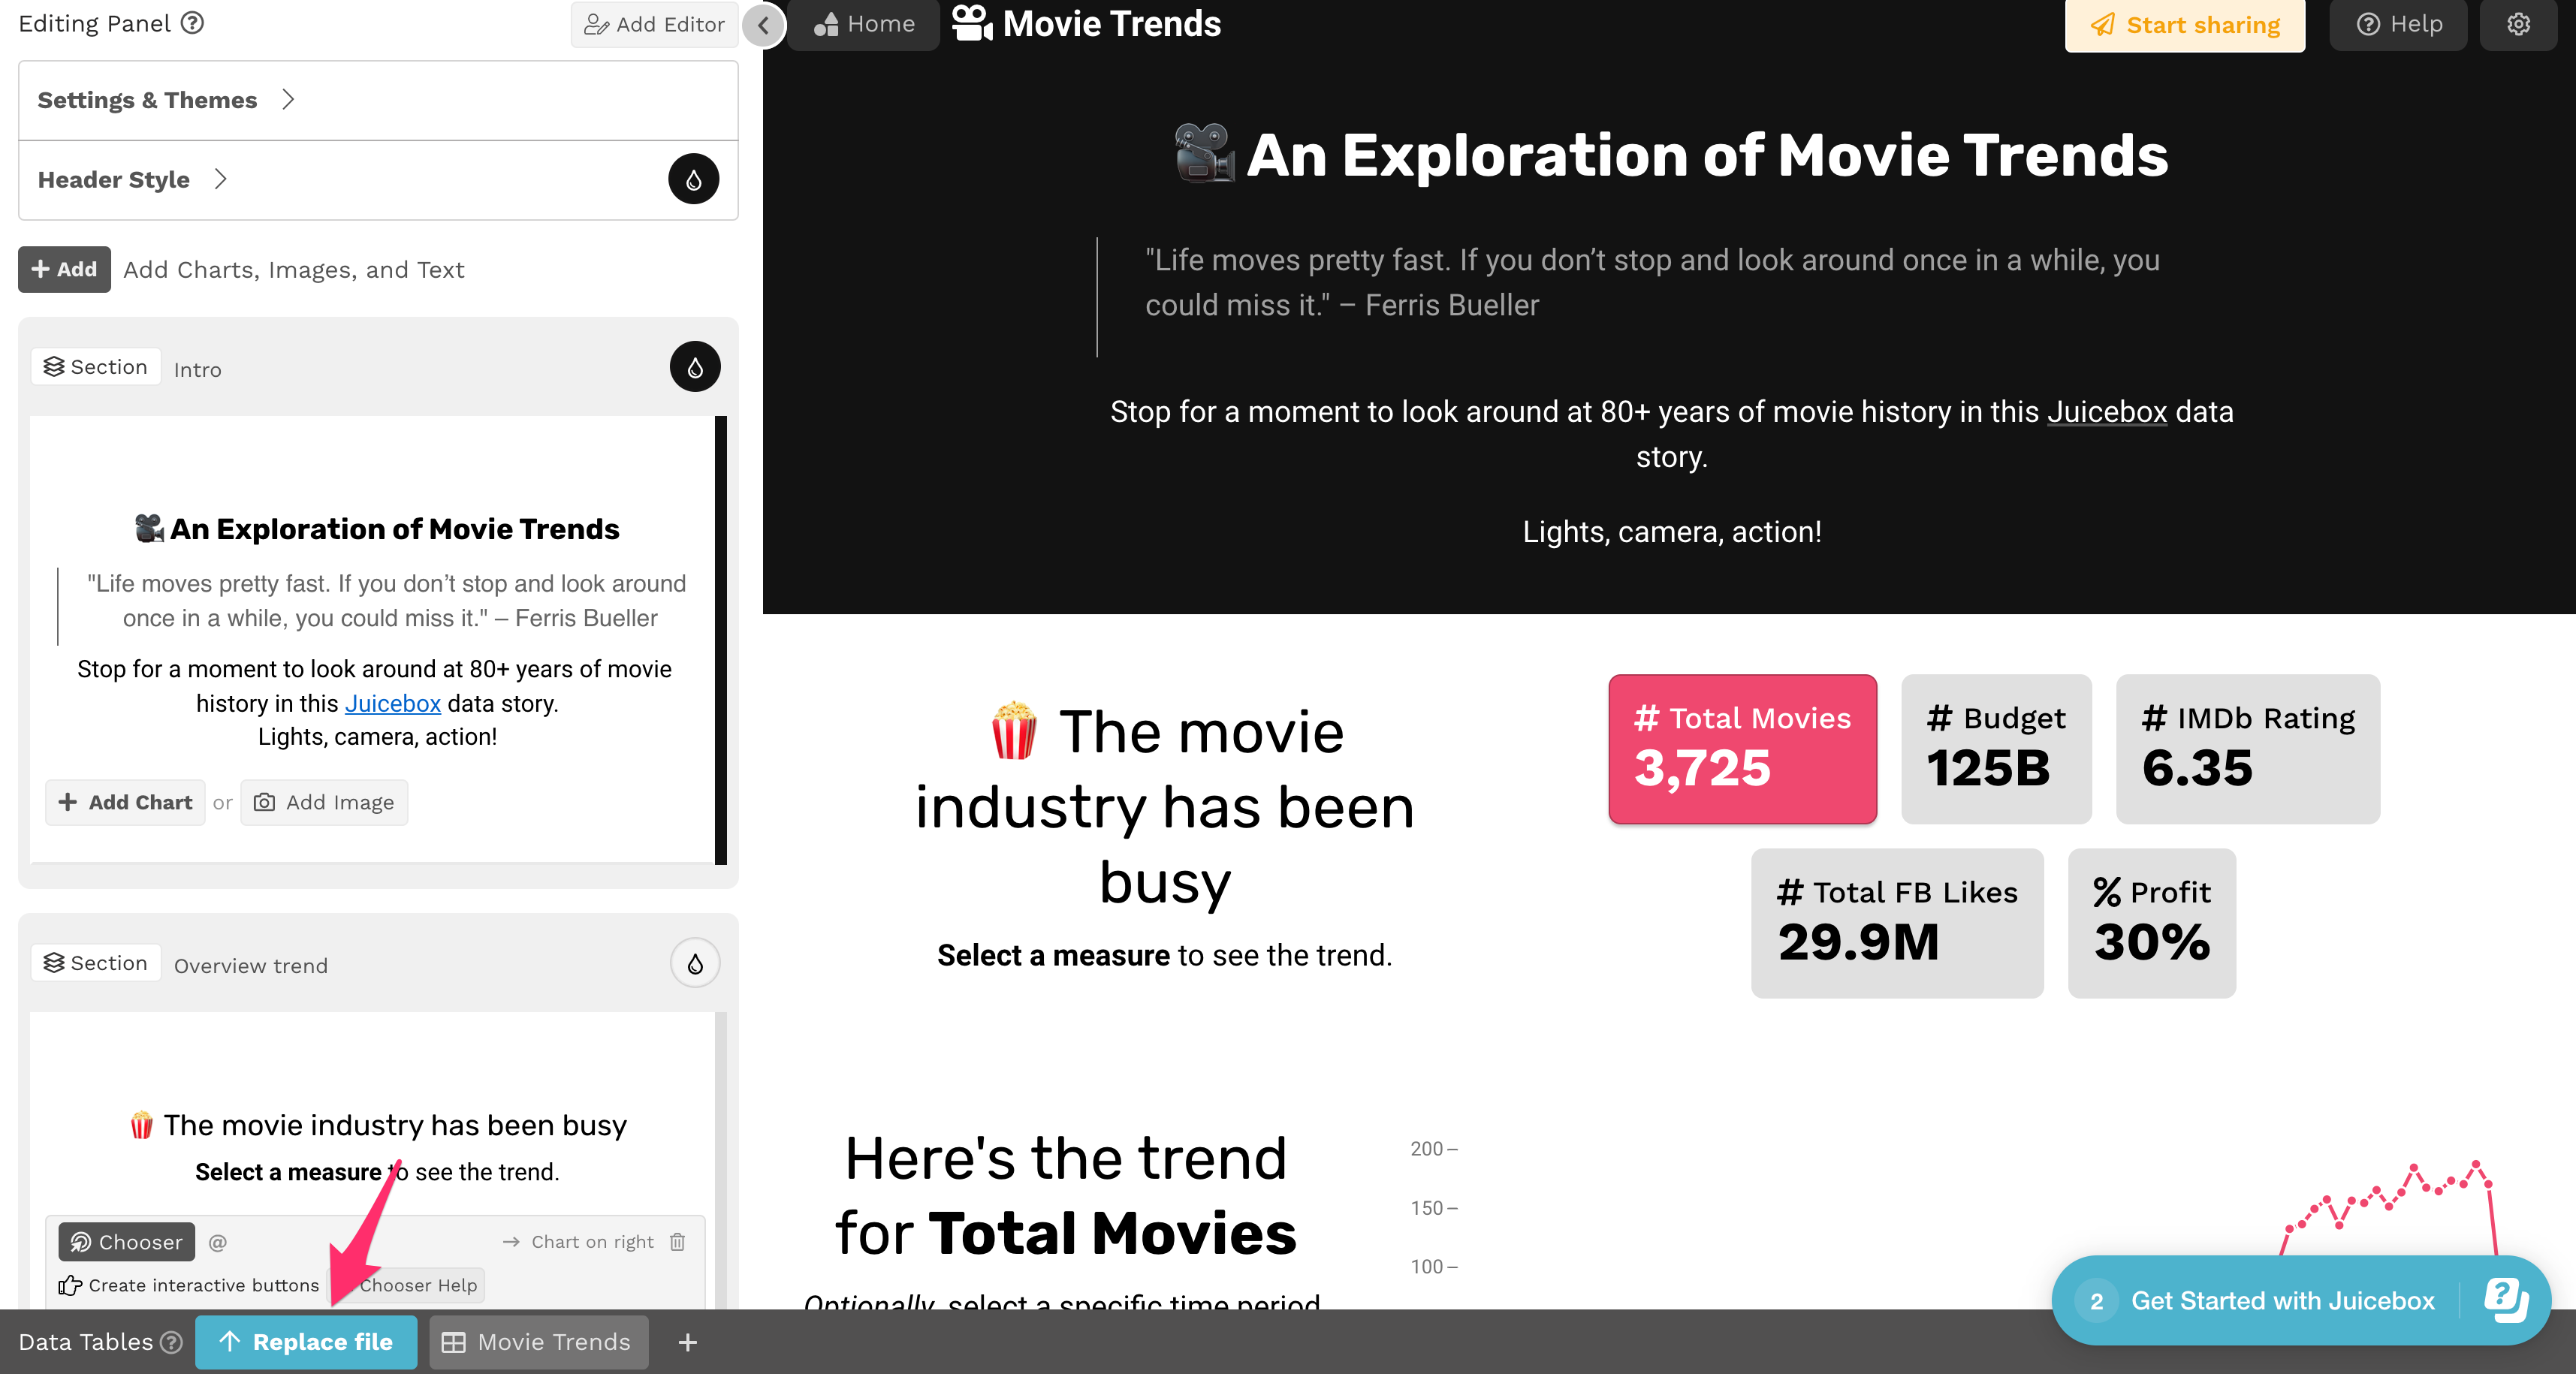 Editing Panel
Add Editor
Settings & Themes
Header Style
+ Add
Add Charts, Images, and Text
Section
Intro
An Exploration of Movie Trends
"Life moves pretty fast. If you don’t stop and look around
once in a while, you could miss it." – Ferris Bueller
Stop for a moment to look around at 80+ years of movie
history in this Juicebox data story.
Lights, camera, action!
+ Add Chart
or
Add Image
Section
Overview trend
The movie industry has been busy
Select a measure to see the trend.
Chooser
@
→ Chart on right
Create interactive buttons
Chooser Help
Data Tables
Replace file
Movie Trends
+
Home
Movie Trends
Start sharing
Help
An Exploration of Movie Trends
"Life moves pretty fast. If you don’t stop and look around once in a while, you
could miss it." – Ferris Bueller
Stop for a moment to look around at 80+ years of movie history in this Juicebox data
story.
Lights, camera, action!
The movie
industry has been
busy
Select a measure to see the trend.
# Total Movies
3,725
# Budget
125B
# IMDb Rating
6.35
# Total FB Likes
29.9M
% Profit
30%
Here's the trend
for Total Movies
Optionally, select a specific time period
200
150
100
2
Get Started with Juicebox